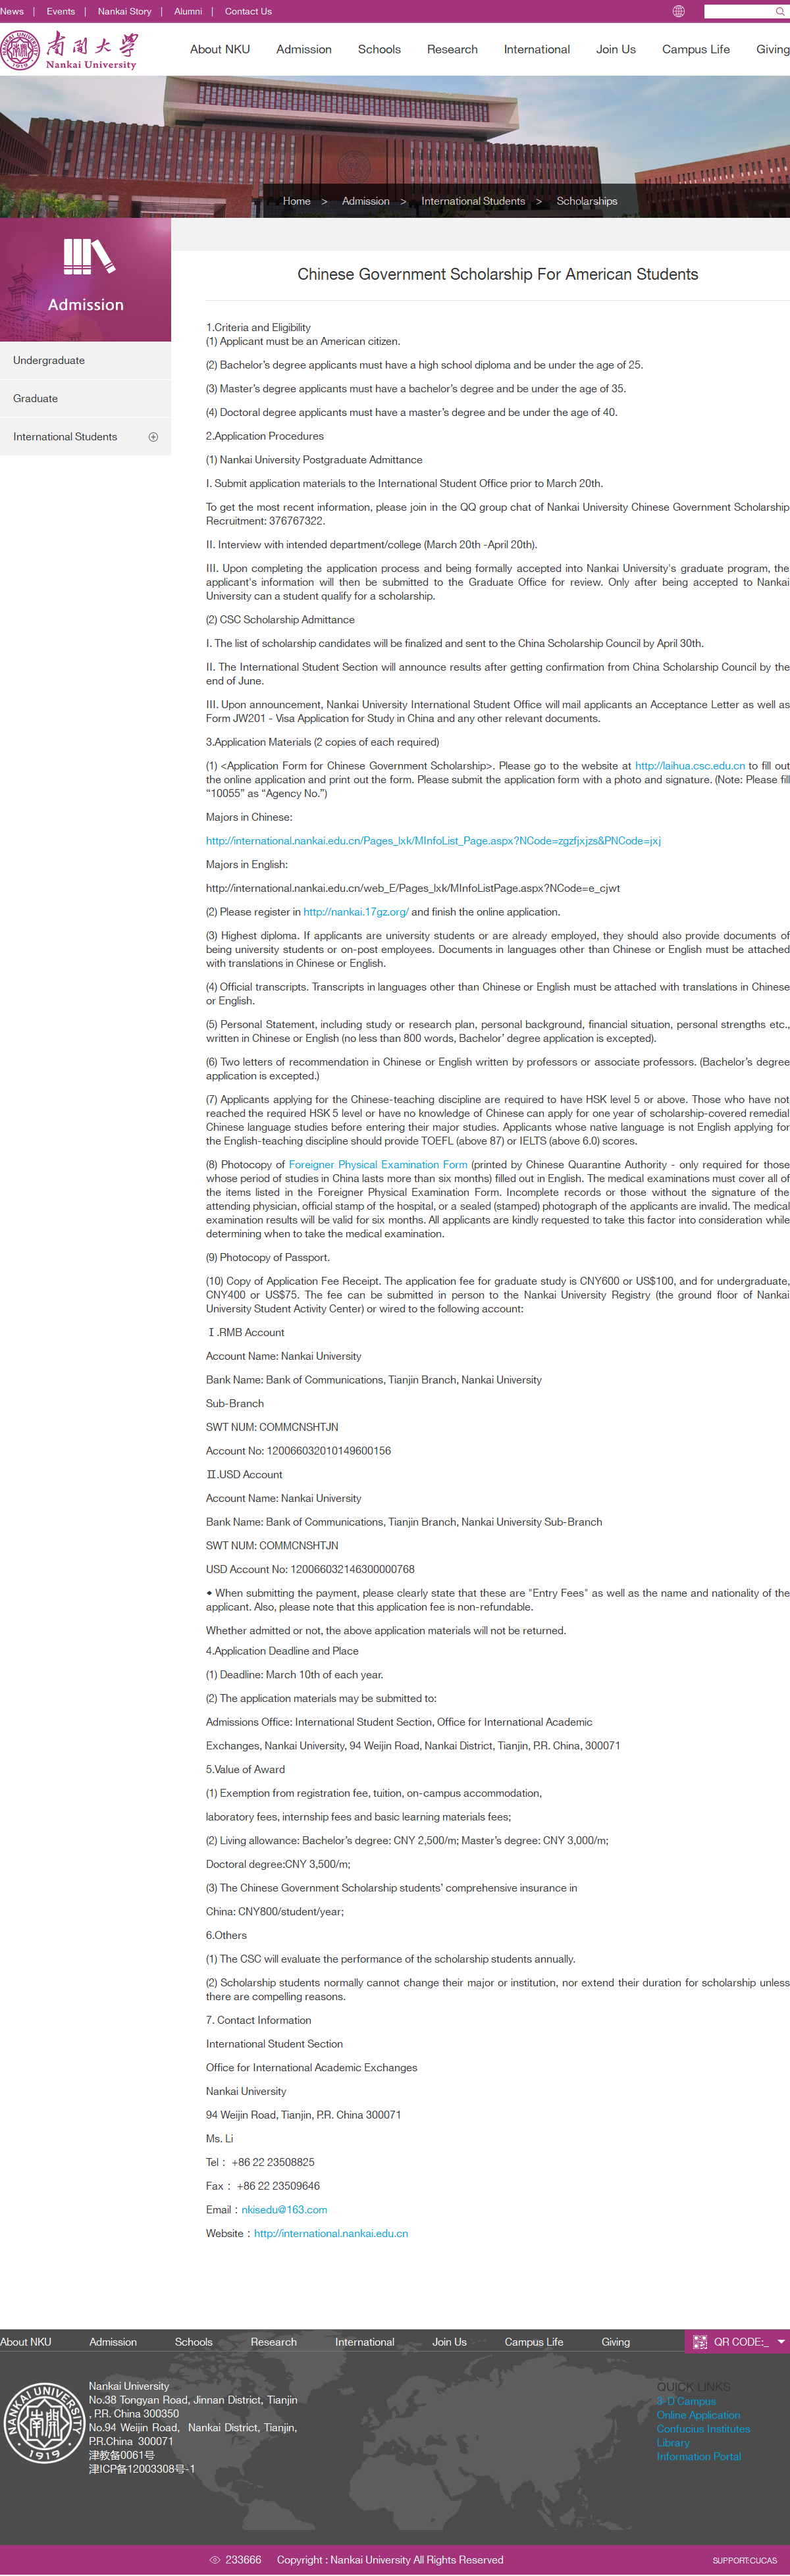 News | Events | Nankai Story | Alumni | Contact Us
南開大學
Nankai University
About NKU Admission Schools Research International Join Us Campus Life Giving
Home > Admission > International Students > Scholarships
Admission
Undergraduate
Graduate
International Students
Chinese Government Scholarship For American Students
1.Criteria and Eligibility
(1) Applicant must be an American citizen.
(2) Bachelor’s degree applicants must have a high school diploma and be under the age of 25.
(3) Master’s degree applicants must have a bachelor’s degree and be under the age of 35.
(4) Doctoral degree applicants must have a master’s degree and be under the age of 40.
2.Application Procedures
(1) Nankai University Postgraduate Admittance
I. Submit application materials to the International Student Office prior to March 20th.
To get the most recent information, please join in the QQ group chat of Nankai University Chinese Government Scholarship
Recruitment: 376767322.
II. Interview with intended department/college (March 20th -April 20th).
III. Upon completing the application process and being formally accepted into Nankai University's graduate program, the
applicant's information will then be submitted to the Graduate Office for review. Only after being accepted to Nankai
University can a student qualify for a scholarship.
(2) CSC Scholarship Admittance
I. The list of scholarship candidates will be finalized and sent to the China Scholarship Council by April 30th.
II. The International Student Section will announce results after getting confirmation from China Scholarship Council by the
end of June.
III. Upon announcement, Nankai University International Student Office will mail applicants an Acceptance Letter as well as
Form JW201 - Visa Application for Study in China and any other relevant documents.
3.Application Materials (2 copies of each required)
(1) <Application Form for Chinese Government Scholarship>. Please go to the website at http://laihua.csc.edu.cn to fill out
the online application and print out the form. Please submit the application form with a photo and signature. (Note: Please fill
“10055” as “Agency No.”)
Majors in Chinese:
http://international.nankai.edu.cn/Pages_lxk/MInfoList_Page.aspx?NCode=zgzfjxjzs&PNCode=jxj
Majors in English:
http://international.nankai.edu.cn/web_E/Pages_lxk/MInfoListPage.aspx?NCode=e_cjwt
(2) Please register in http://nankai.17gz.org/ and finish the online application.
(3) Highest diploma. If applicants are university students or are already employed, they should also provide documents of
being university students or on-post employees. Documents in languages other than Chinese or English must be attached
with translations in Chinese or English.
(4) Official transcripts. Transcripts in languages other than Chinese or English must be attached with translations in Chinese
or English.
(5) Personal Statement, including study or research plan, personal background, financial situation, personal strengths etc.,
written in Chinese or English (no less than 800 words, Bachelor’ degree application is excepted).
(6) Two letters of recommendation in Chinese or English written by professors or associate professors. (Bachelor’s degree
application is excepted.)
(7) Applicants applying for the Chinese-teaching discipline are required to have HSK level 5 or above. Those who have not
reached the required HSK 5 level or have no knowledge of Chinese can apply for one year of scholarship-covered remedial
Chinese language studies before entering their major studies. Applicants whose native language is not English applying for
the English-teaching discipline should provide TOEFL (above 87) or IELTS (above 6.0) scores.
(8) Photocopy of Foreigner Physical Examination Form (printed by Chinese Quarantine Authority - only required for those
whose period of studies in China lasts more than six months) filled out in English. The medical examinations must cover all of
the items listed in the Foreigner Physical Examination Form. Incomplete records or those without the signature of the
attending physician, official stamp of the hospital, or a sealed (stamped) photograph of the applicants are invalid. The medical
examination results will be valid for six months. All applicants are kindly requested to take this factor into consideration while
determining when to take the medical examination.
(9) Photocopy of Passport.
(10) Copy of Application Fee Receipt. The application fee for graduate study is CNY600 or US$100, and for undergraduate,
CNY400 or US$75. The fee can be submitted in person to the Nankai University Registry (the ground floor of Nankai
University Student Activity Center) or wired to the following account:
Ⅰ.RMB Account
Account Name: Nankai University
Bank Name: Bank of Communications, Tianjin Branch, Nankai University
Sub-Branch
SWT NUM: COMMCNSHTJN
Account No: 120066032010149600156
Ⅱ.USD Account
Account Name: Nankai University
Bank Name: Bank of Communications, Tianjin Branch, Nankai University Sub-Branch
SWT NUM: COMMCNSHTJN
USD Account No: 120066032146300000768
◆ When submitting the payment, please clearly state that these are "Entry Fees" as well as the name and nationality of the
applicant. Also, please note that this application fee is non-refundable.
Whether admitted or not, the above application materials will not be returned.
4.Application Deadline and Place
(1) Deadline: March 10th of each year.
(2) The application materials may be submitted to:
Admissions Office: International Student Section, Office for International Academic
Exchanges, Nankai University, 94 Weijin Road, Nankai District, Tianjin, P.R. China, 300071
5.Value of Award
(1) Exemption from registration fee, tuition, on-campus accommodation,
laboratory fees, internship fees and basic learning materials fees;
(2) Living allowance: Bachelor’s degree: CNY 2,500/m; Master’s degree: CNY 3,000/m;
Doctoral degree:CNY 3,500/m;
(3) The Chinese Government Scholarship students’ comprehensive insurance in
China: CNY800/student/year;
6.Others
(1) The CSC will evaluate the performance of the scholarship students annually.
(2) Scholarship students normally cannot change their major or institution, nor extend their duration for scholarship unless
there are compelling reasons.
7. Contact Information
International Student Section
Office for International Academic Exchanges
Nankai University
94 Weijin Road, Tianjin, P.R. China 300071
Ms. Li
Tel： +86 22 23508825
Fax： +86 22 23509646
Email：nkisedu@163.com
Website：http://international.nankai.edu.cn
About NKU Admission Schools Research International Join Us Campus Life Giving QR CODE:_
NANKAI UNIVERSITY
1919
Nankai University
No.38 Tongyan Road, Jinnan District, Tianjin
, P.R. China 300350
No.94 Weijin Road, Nankai District, Tianjin,
P.R.China 300071
津教备0061号
津ICP备12003308号-1
QUICK LINKS
3-D Campus
Online Application
Confucius Institutes
Library
Information Portal
233666 Copyright : Nankai University All Rights Reserved SUPPORT:CUCAS